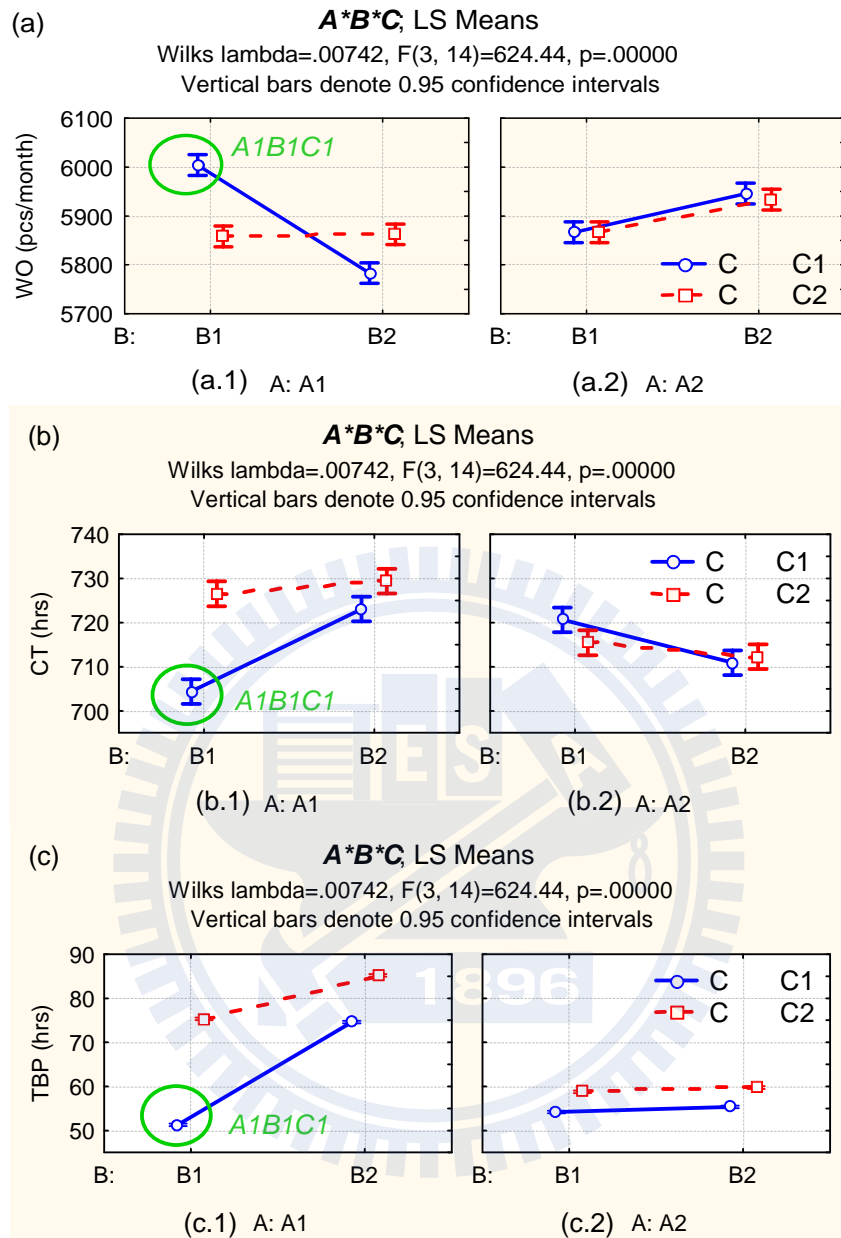 (a)
A*B*C; LS Means
Wilks lambda=.00742, F(3, 14)=624.44, p=.00000
Vertical bars denote 0.95 confidence intervals
WO (pcs/month)
6100
6000
5900
5800
5700
A1B1C1
C C1
C C2
B: B1 B2 B: B1 B2
(a.1) A: A1 (a.2) A: A2
(b)
A*B*C; LS Means
Wilks lambda=.00742, F(3, 14)=624.44, p=.00000
Vertical bars denote 0.95 confidence intervals
CT (hrs)
740
730
720
710
700
A1B1C1
C C1
C C2
ES
B: B1 B2 B: B1 B2
(b.1) A: A1 (b.2) A: A2
(c)
A*B*C; LS Means
Wilks lambda=.00742, F(3, 14)=624.44, p=.00000
Vertical bars denote 0.95 confidence intervals
TBP (hrs)
90
80
70
60
50
A1B1C1
C C1
C C2
1896
B: B1 B2 B: B1 B2
(c.1) A: A1 (c.2) A: A2